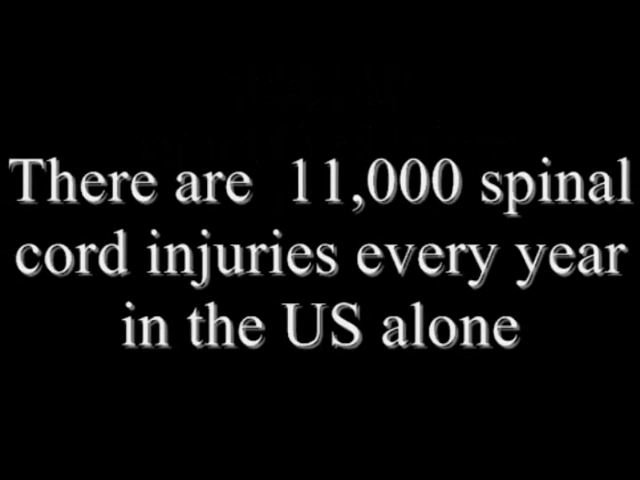 There are  11,000 spinal
cord injuries every year
in the US alone